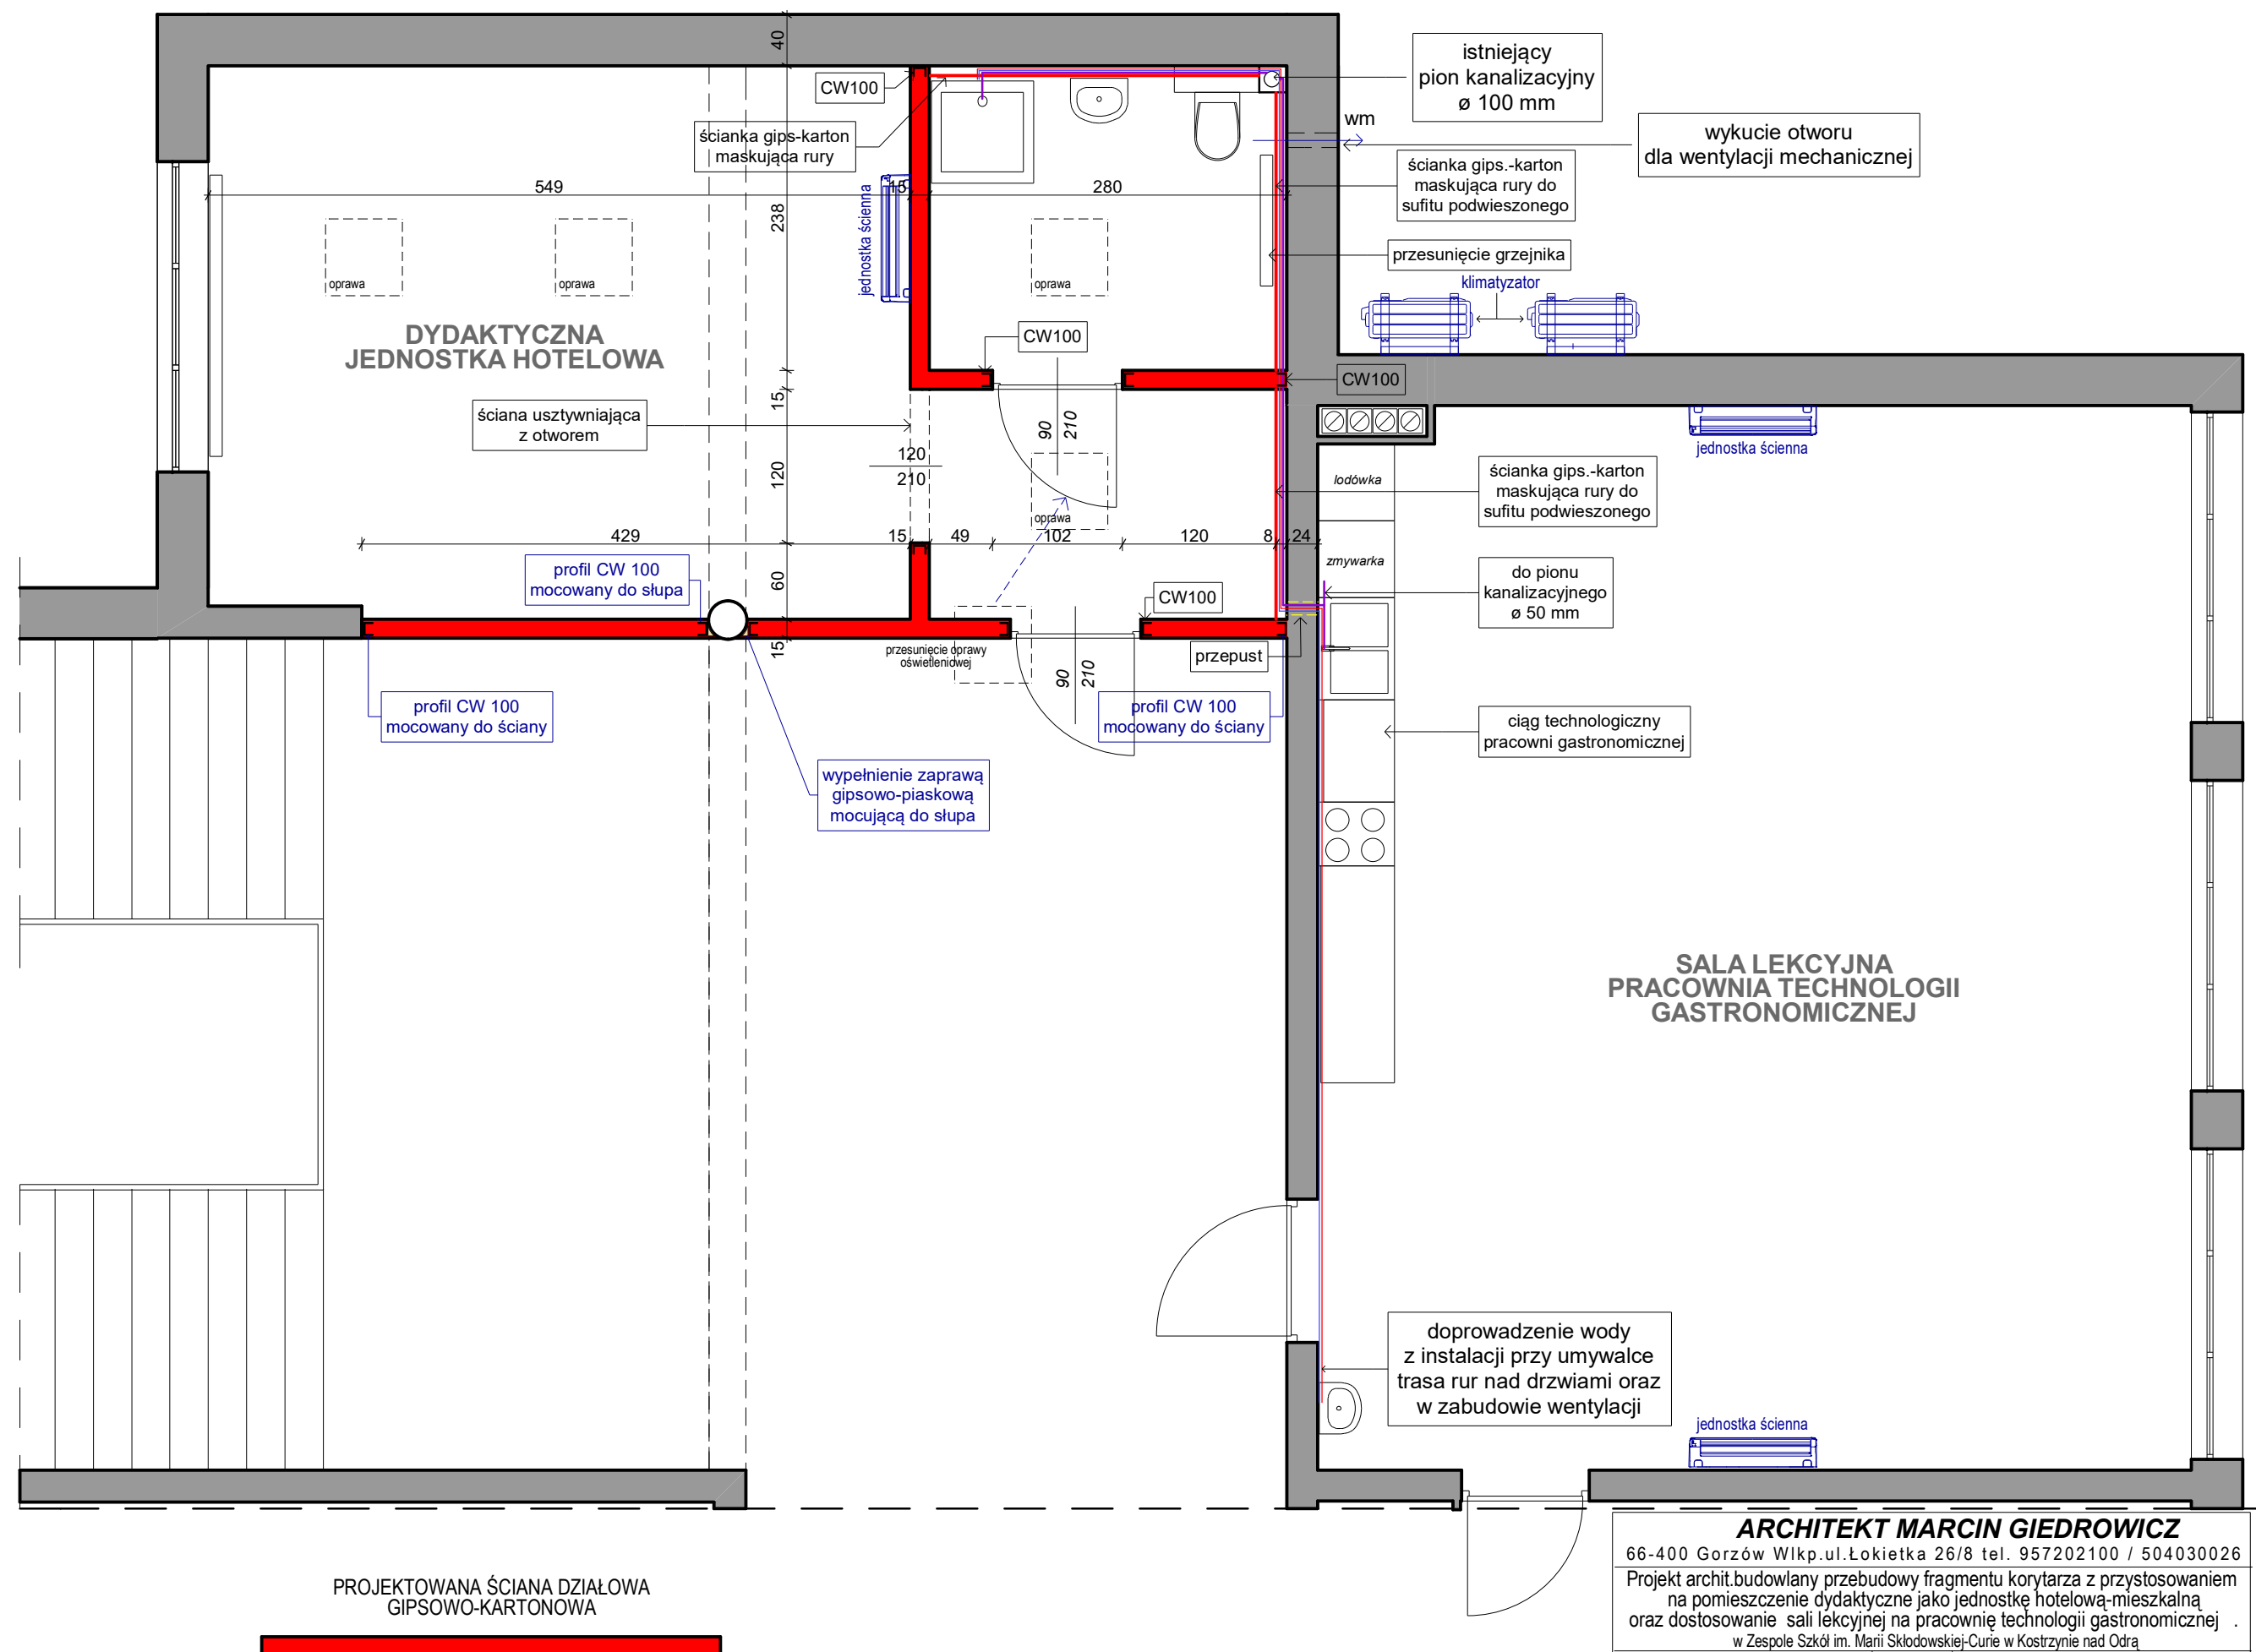 40
CW100
ścianka gips-karton
maskująca rury
istniejący
pion kanalizacyjny
ø 100 mm
wm
wykucie otworu
dla wentylacji mechanicznej
ścianka gips.-karton
maskująca rury do
sufitu podwieszonego
549
15
280
238
jednostka ścienna
przesunięcie grzejnika
klimatyzator
oprawa
oprawa
oprawa
DYDAKTYCZNA
JEDNOSTKA HOTELOWA
CW100
CW100
15
ściana usztywniająca
z otworem
90
210
120
210
120
jednostka ścienna
lodówka
ścianka gips.-karton
maskująca rury do
sufitu podwieszonego
oprawa
429
15
49
102
120
8
24
zmywarka
profil CW 100
mocowany do słupa
60
CW100
do pionu
kanalizacyjnego
ø 50 mm
15
przesunięcie oprawy
oświetleniowej
90
210
przepust
profil CW 100
mocowany do ściany
profil CW 100
mocowany do ściany
ciąg technologiczny
pracowni gastronomicznej
wypełnienie zaprawą
gipsowo-piaskową
mocującą do słupa
SALA LEKCYJNA
PRACOWNIA TECHNOLOGII
GASTRONOMICZNEJ
doprowadzenie wody
z instalacji przy umywalce
trasa rur nad drzwiami oraz
w zabudowie wentylacji
jednostka ścienna
PROJEKTOWANA ŚCIANA DZIAŁOWA
GIPSOWO-KARTONOWA
ARCHITEKT MARCIN GIEDROWICZ
66-400 Gorzów Wlkp.ul.Łokietka 26/8 tel. 957202100 / 504030026
Projekt archit.budowlany przebudowy fragmentu korytarza z przystosowaniem
na pomieszczenie dydaktyczne jako jednostkę hotelową-mieszkalną
oraz dostosowanie sali lekcyjnej na pracownię technologii gastronomicznej .
w Zespole Szkół im. Marii Skłodowskiej-Curie w Kostrzynie nad Odrą